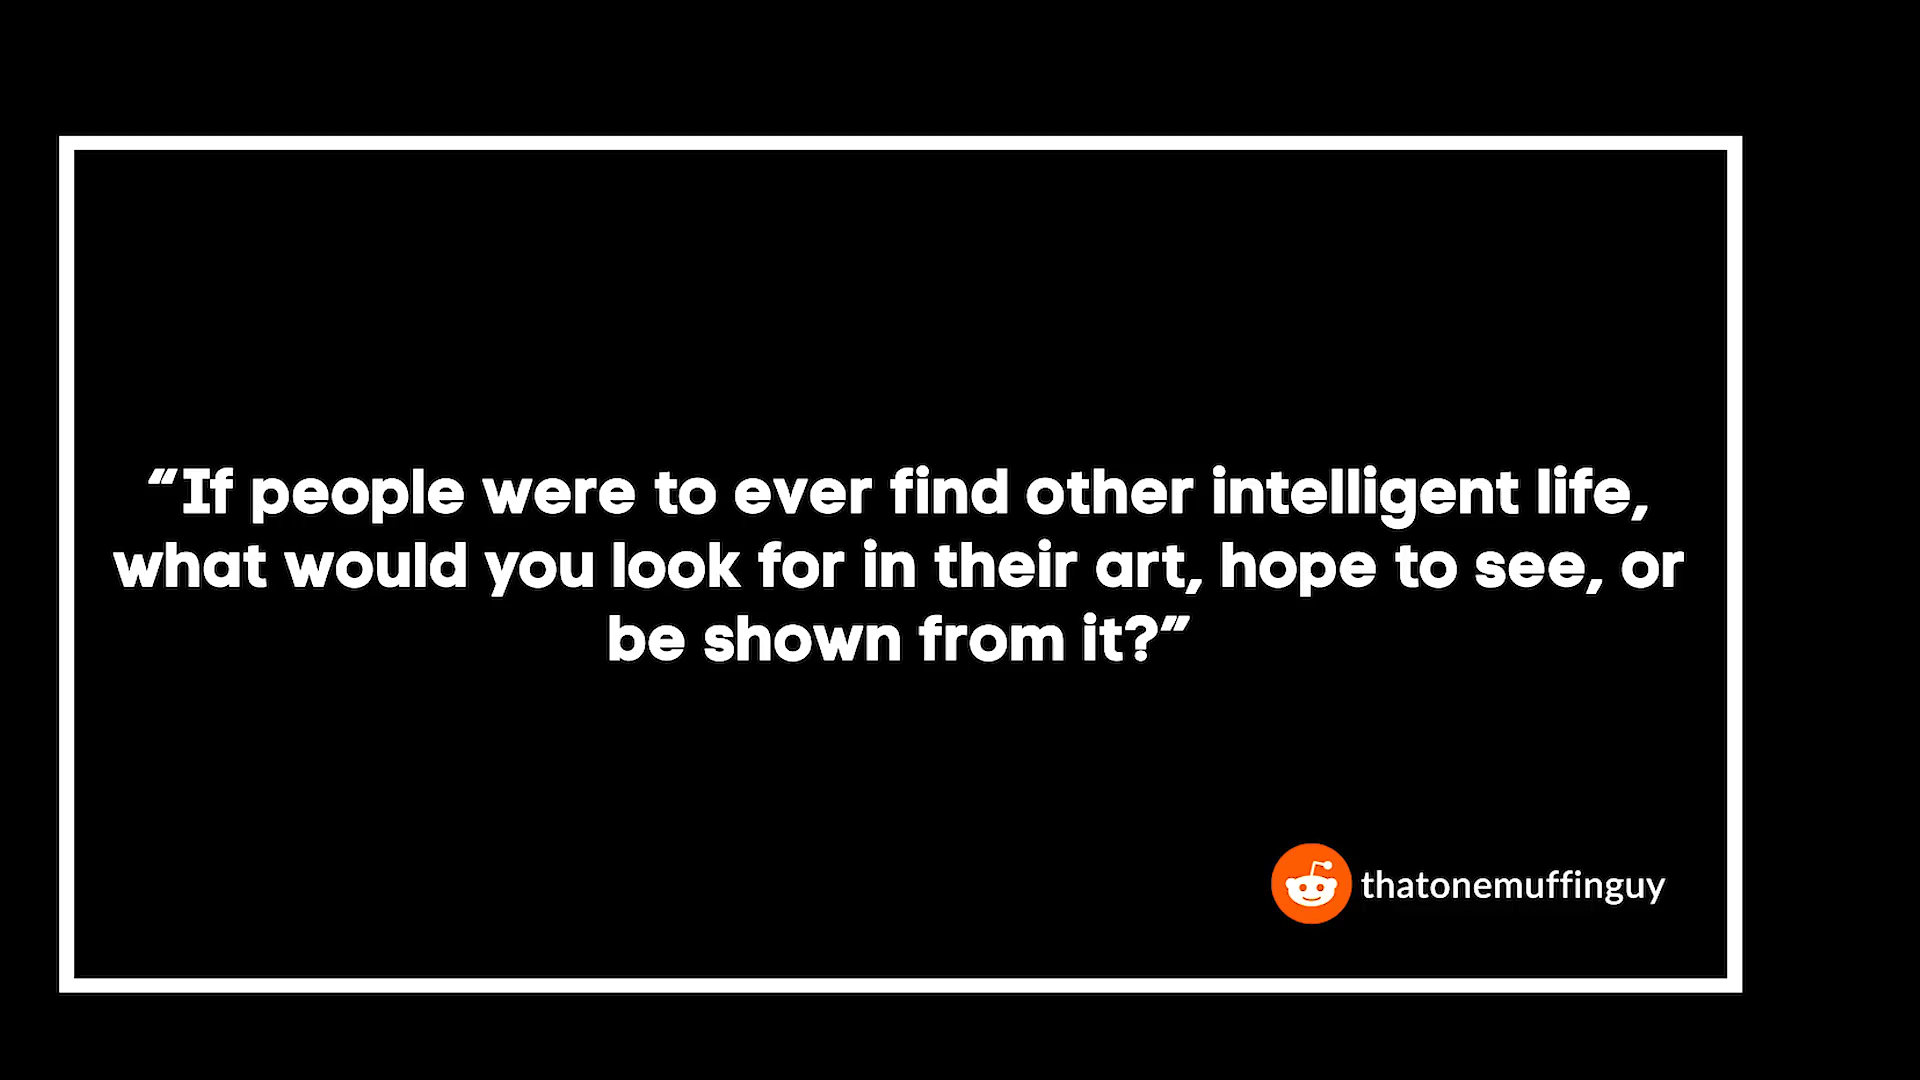 “If people were to ever find other intelligent life,
what would you look for in their art, hope to see, or
be shown from it?”
thatonemuffinguy